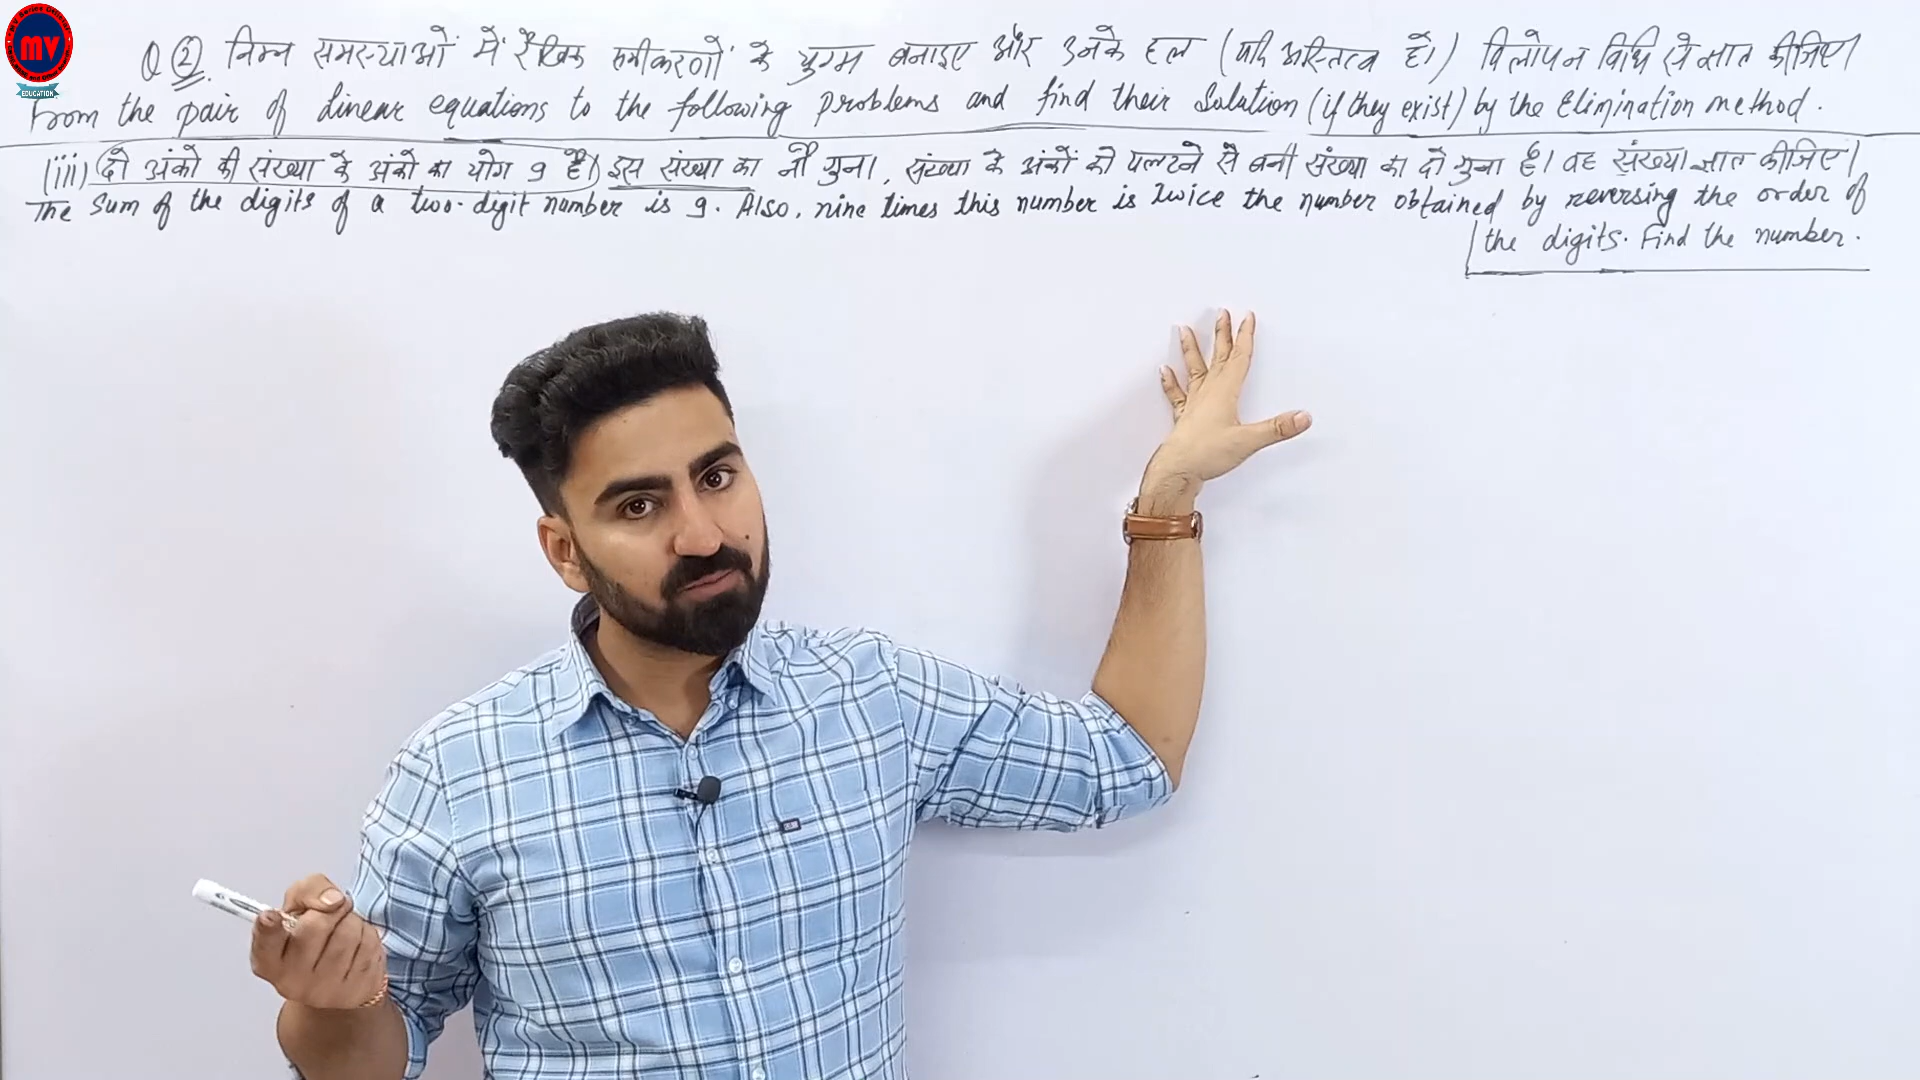 Q ② निम्न समस्याओं में रैखिक समीकरणों के युग्म बनाइए और उनके हल (यदि अस्तित्व हो) विलोपन विधि से ज्ञात कीजिए।
From the pair of linear equations to the following problems and find their Solution (if they exist) by the Elimination method.
(iii) दो अंको की संख्या के अंको का योग 9 है। इस संख्या का नौ गुना, संख्या के अंकों को पलटने से बनी संख्या का दो गुना है। वह संख्या ज्ञात कीजिए।
The Sum of the digits of a two-digit number is 9. Also, nine times this number is twice the number obtained by reversing the order of
the digits. Find the number.
MV
EDUCATION